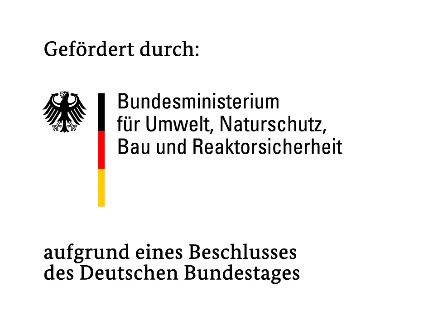 Gefördert durch:
Bundesministerium
für Umwelt, Naturschutz,
Bau und Reaktorsicherheit
aufgrund eines Beschlusses
des Deutschen Bundestages